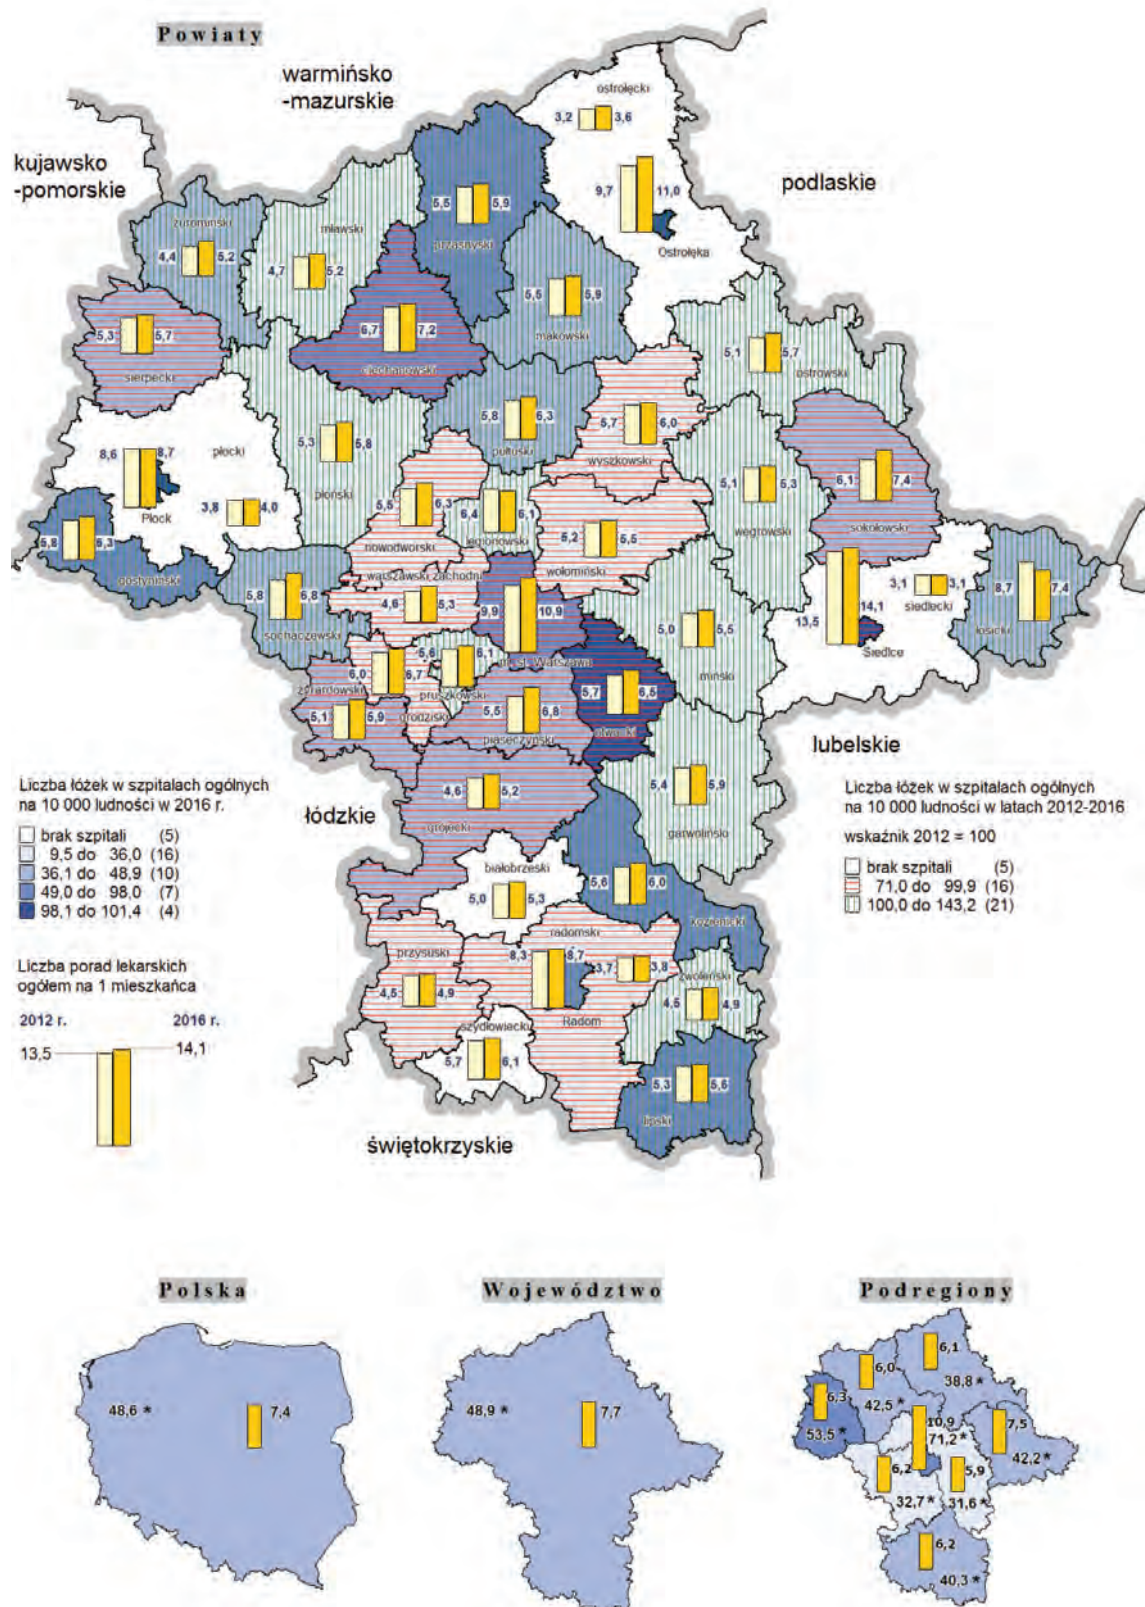 Powiaty
warmińsko
-mazurskie
kujawsko
-pomorskie
podlaskie
ostrołęcki
3,2 3,6
9,7 11,0
Ostrołęka
5,5 5,9
przasnyski
żuromiński
4,4 5,2
mławski
4,7 5,2
5,5 5,9
makowski
6,7 7,2
ciechanowski
5,3 5,7
sierpecki
5,1 5,7
ostrowski
5,8 6,3
pułtuski
5,7 6,0
wyszkowski
5,3 5,8
płoński
8,6 8,7
Płock
płocki
3,8 4,0
5,5 6,3
nowodworski
6,4 6,1
legionowski
5,1 5,3
węgrowski
6,1 7,4
sokołowski
5,2 5,5
wołomiński
5,8 6,3
gostyniński
warszawski zachodni
4,6 5,3
9,9 10,9
m. st. Warszawa
5,8 6,8
sochaczewski
13,5 14,1
Siedlce
3,1 3,1
siedlecki
8,7 7,4
łosicki
5,0 5,5
miński
5,6 6,1
pruszkowski
6,0 6,7
grodziski
żyrardowski
5,1 5,9
5,5 6,8
piaseczyński
5,7 6,5
otwocki
lubelskie
łódzkie
4,6 5,2
grójecki
5,4 5,9
garwoliński
białobrzeski
5,0 5,3
5,6 6,0
kozienicki
radomski
8,3 8,7
3,7 3,8
Radom
przysuski
4,5 4,9
zwoleński
4,5 4,9
szydłowiecki
5,7 6,1
5,3 5,6
lipski
świętokrzyskie
Liczba łóżek w szpitalach ogólnych
na 10 000 ludności w 2016 r.
brak szpitali (5)
9,5 do 36,0 (16)
36,1 do 48,9 (10)
49,0 do 98,0 (7)
98,1 do 101,4 (4)
Liczba porad lekarskich
ogółem na 1 mieszkańca
2012 r. 2016 r.
13,5 14,1
Liczba łóżek w szpitalach ogólnych
na 10 000 ludności w latach 2012-2016
wskaźnik 2012 = 100
brak szpitali (5)
71,0 do 99,9 (16)
100,0 do 143,2 (21)
Polska
48,6 * 7,4
Województwo
48,9 * 7,7
Podregiony
6,1
38,8 *
6,0
42,5 *
6,3
53,5 *
10,9
71,2 *
7,5
42,2 *
6,2
32,7 *
5,9
31,6 *
6,2
40,3 *